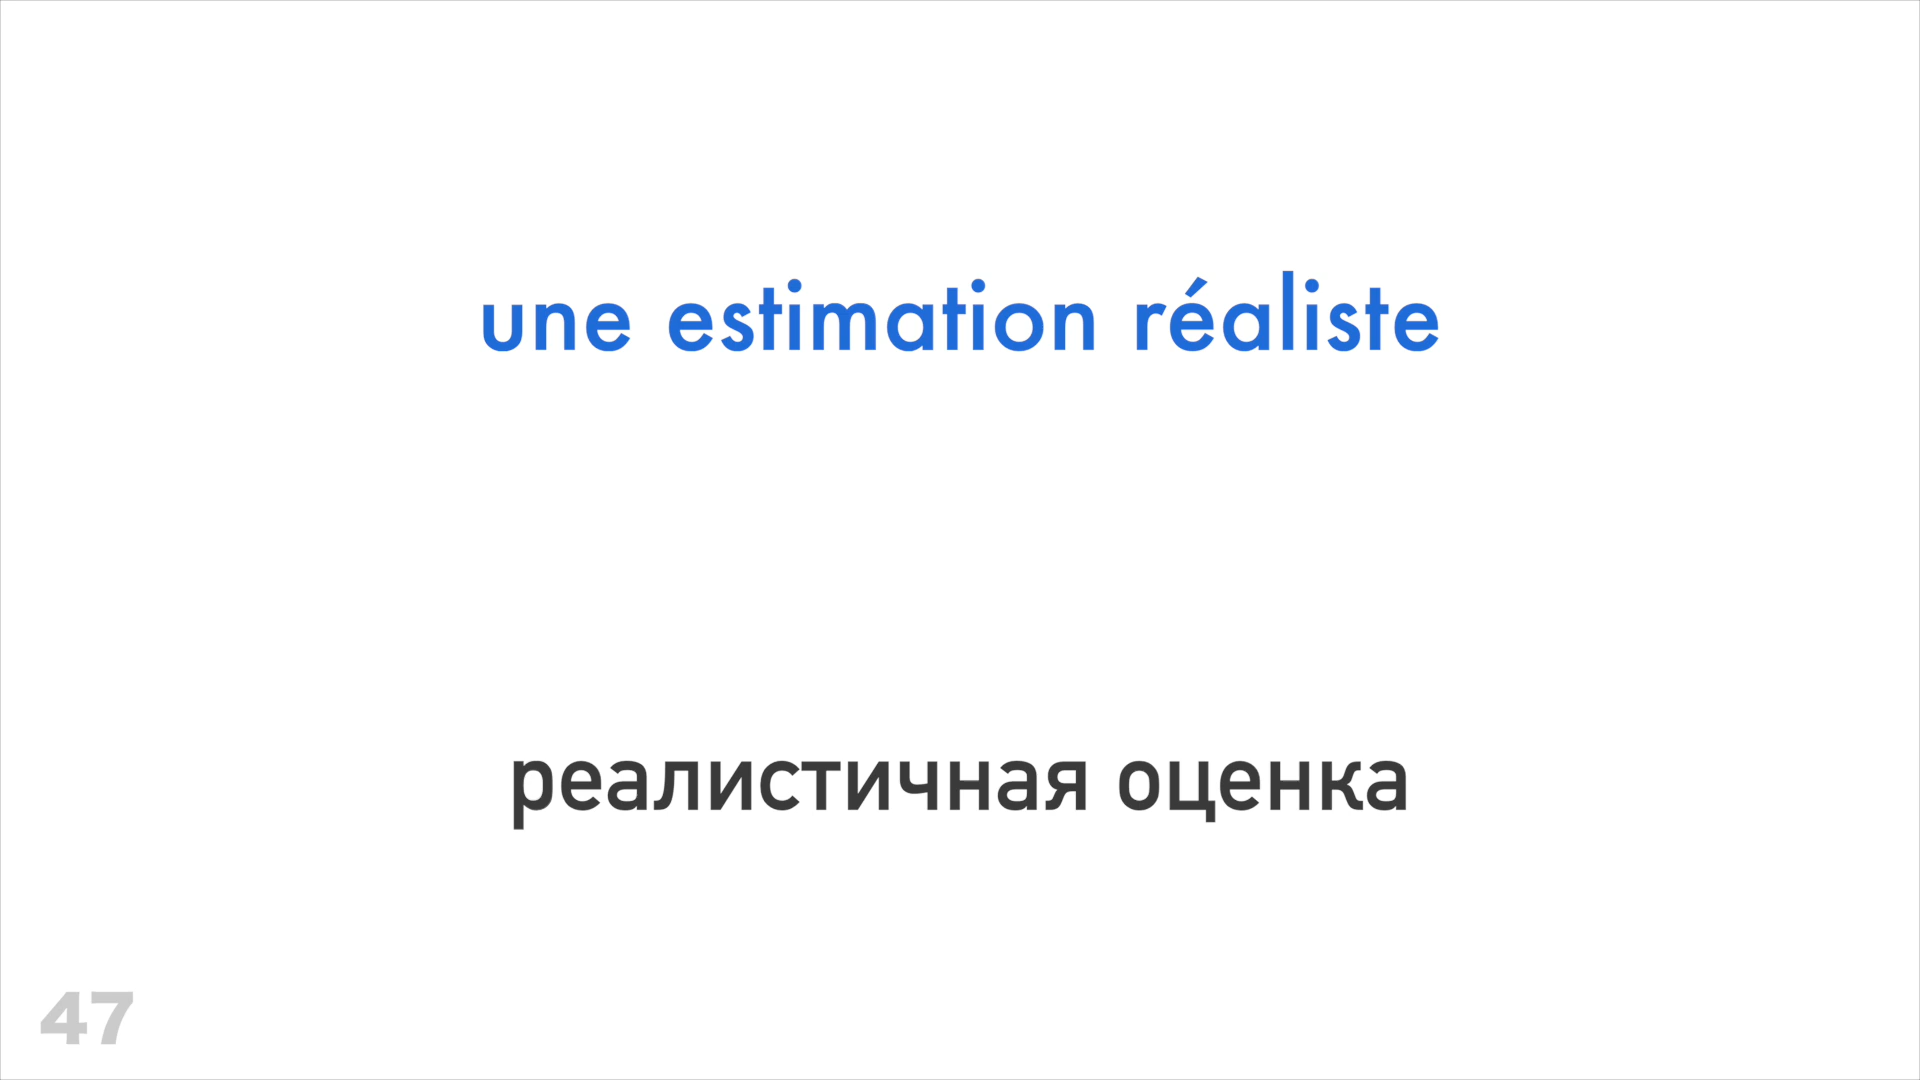 une estimation réaliste
реалистичная оценка
47